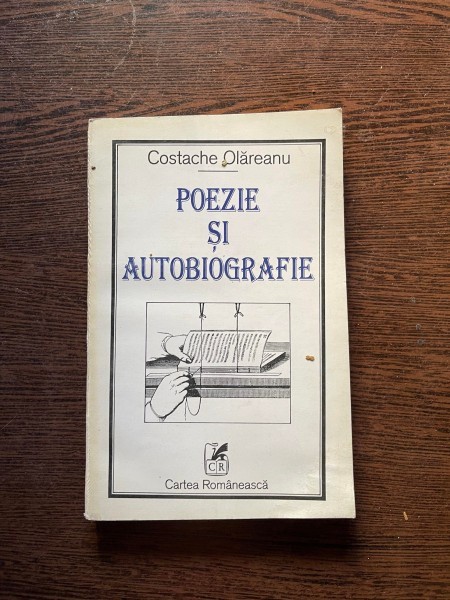 Costache Olăreanu
POEZIE
ȘI
AUTOBIOGRAFIE
CR
Cartea Românească